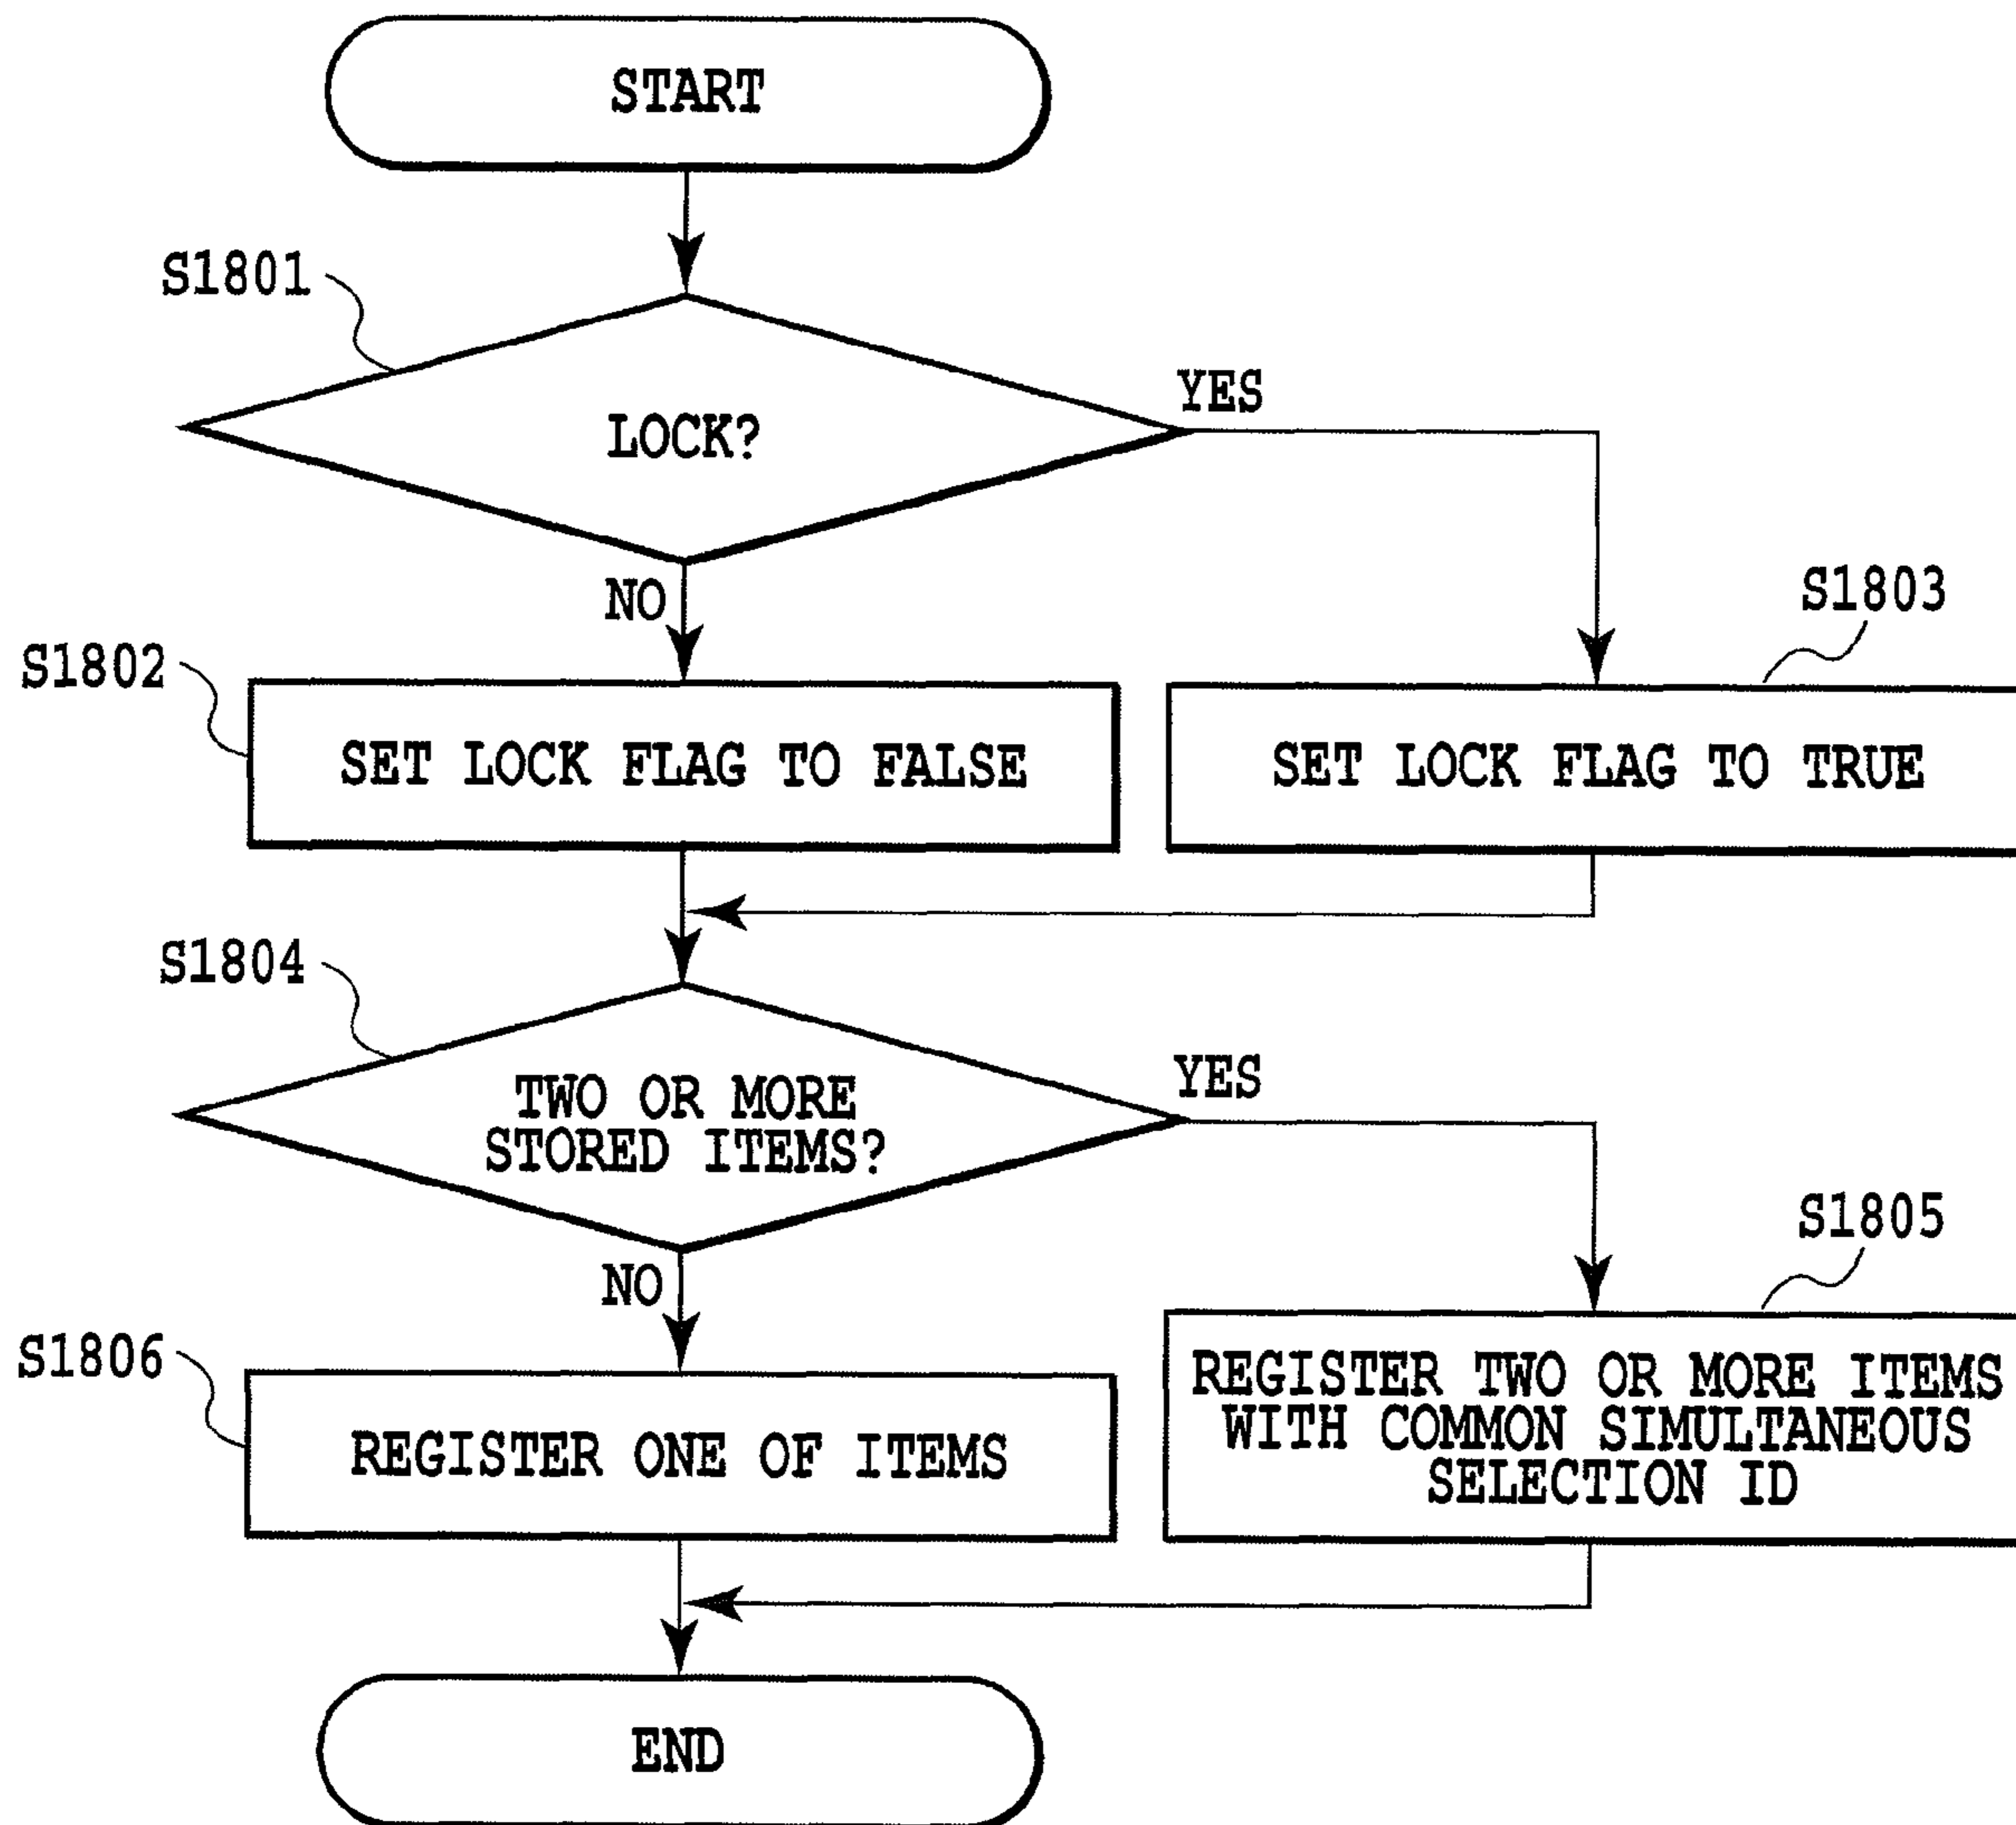 START
S1801
LOCK?
YES
NO
S1802
SET LOCK FLAG TO FALSE
S1803
SET LOCK FLAG TO TRUE
S1804
TWO OR MORE
STORED ITEMS?
YES
NO
S1805
REGISTER TWO OR MORE ITEMS
WITH COMMON SIMULTANEOUS
SELECTION ID
S1806
REGISTER ONE OF ITEMS
END